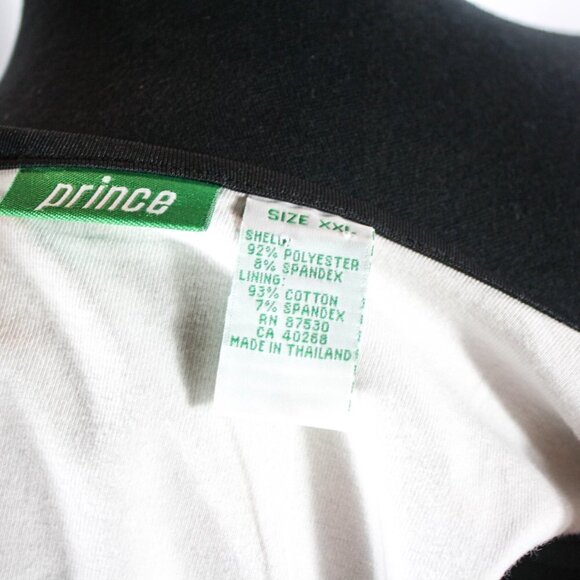 prince
SIZE XXL
SHELL:
92% POLYESTER
8% SPANDEX
LINING:
93% COTTON
7% SPANDEX
RN 87530
CA 40268
MADE IN THAILAND